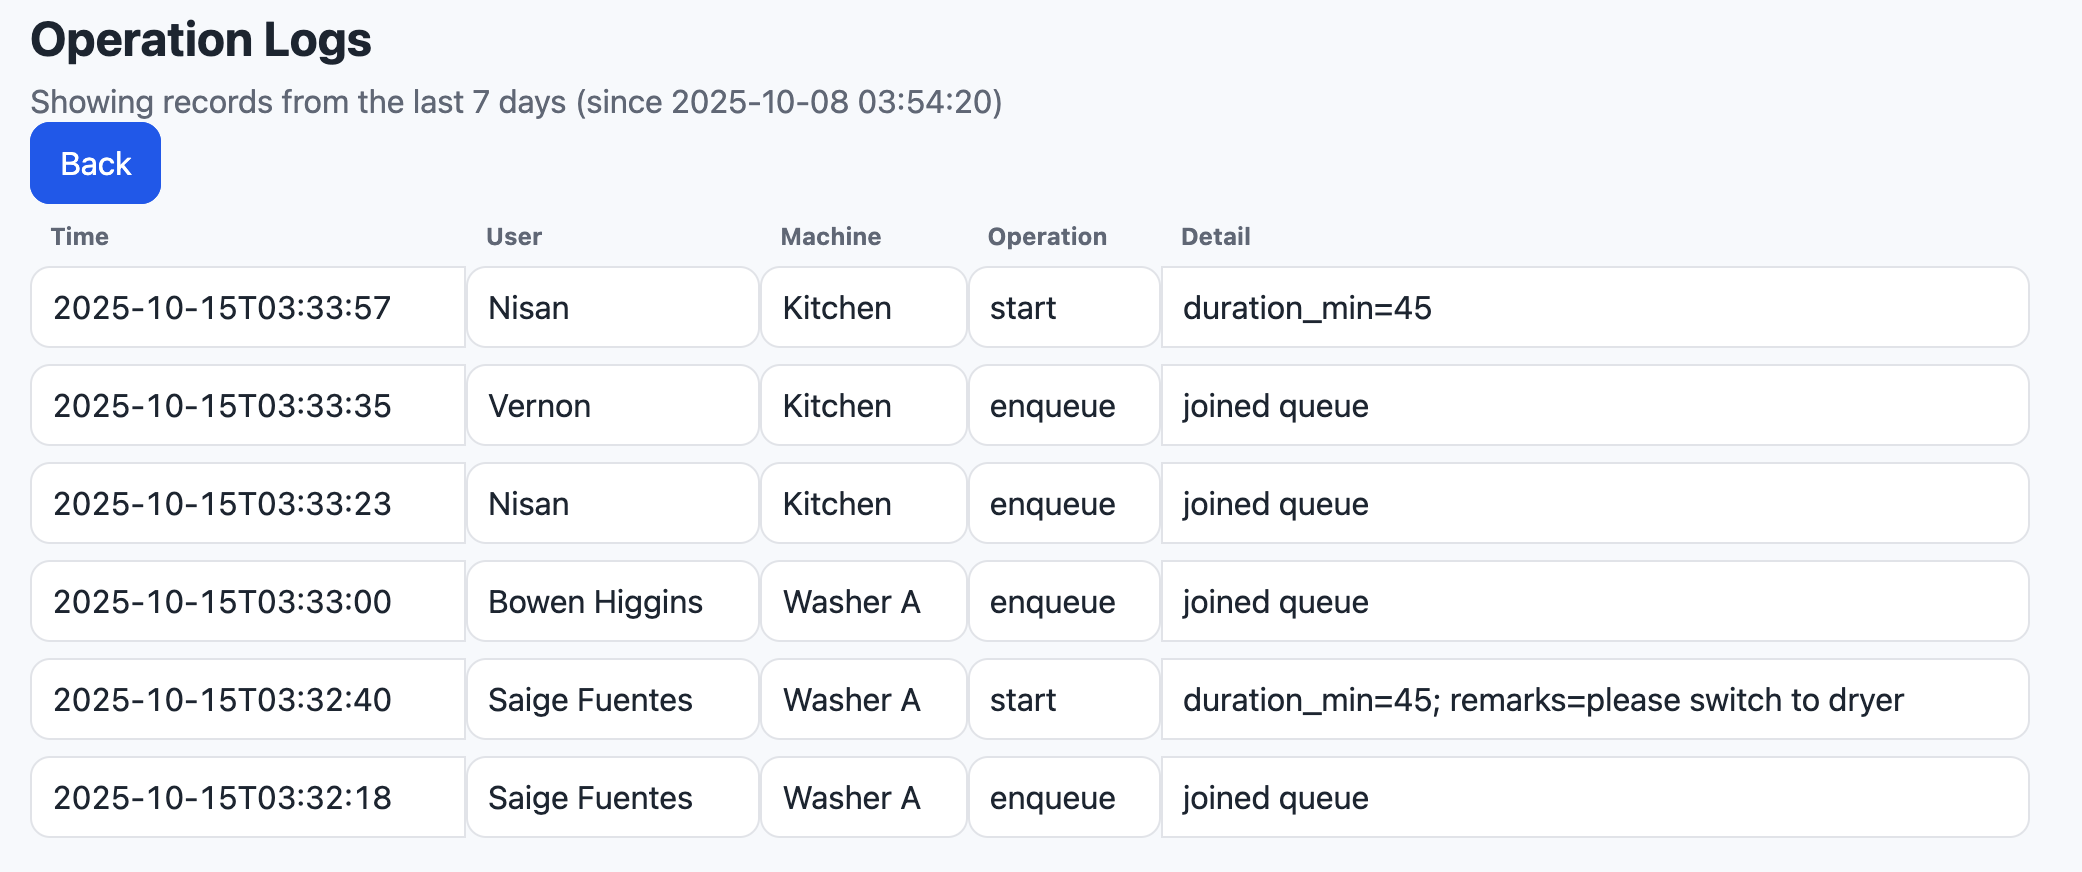 Operation Logs
Showing records from the last 7 days (since 2025-10-08 03:54:20)
Back
Time User Machine Operation Detail
2025-10-15T03:33:57 Nisan Kitchen start duration_min=45
2025-10-15T03:33:35 Vernon Kitchen enqueue joined queue
2025-10-15T03:33:23 Nisan Kitchen enqueue joined queue
2025-10-15T03:33:00 Bowen Higgins Washer A enqueue joined queue
2025-10-15T03:32:40 Saige Fuentes Washer A start duration_min=45; remarks=please switch to dryer
2025-10-15T03:32:18 Saige Fuentes Washer A enqueue joined queue